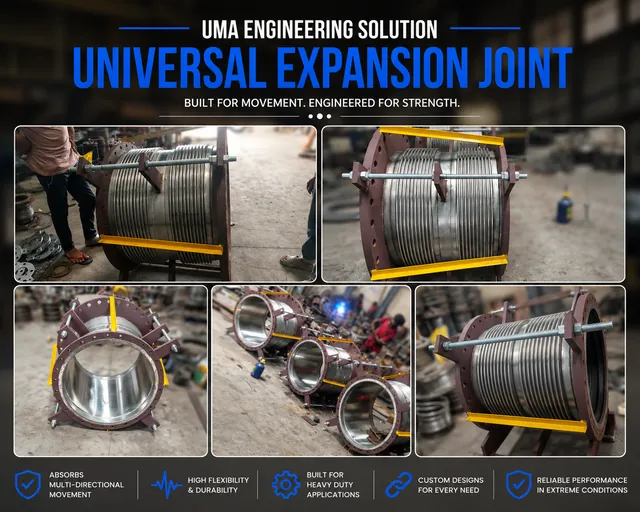 UMA ENGINEERING SOLUTION
UNIVERSAL EXPANSION JOINT
BUILT FOR MOVEMENT. ENGINEERED FOR STRENGTH.
ABSORBS
MULTI-DIRECTIONAL
MOVEMENT
HIGH FLEXIBILITY
& DURABILITY
BUILT FOR
HEAVY DUTY
APPLICATIONS
CUSTOM DESIGNS
FOR EVERY NEED
RELIABLE PERFORMANCE
IN EXTREME CONDITIONS